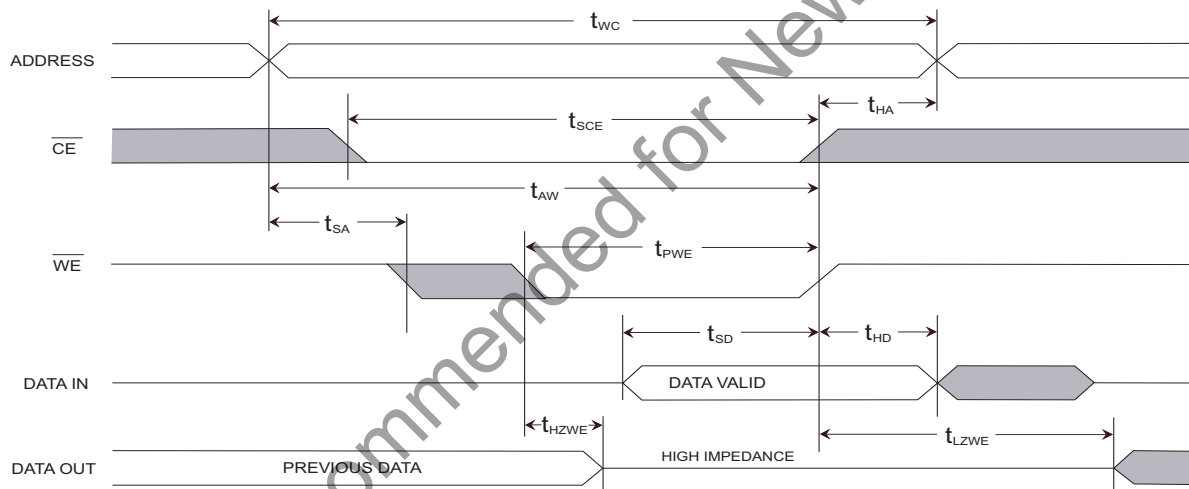 tWC
ADDRESS
tHA
tSCE
CE
tAW
tSA
WE
tPWE
tSD
tHD
DATA IN
DATA VALID
tHZWE
tLZWE
DATA OUT
PREVIOUS DATA
HIGH IMPEDANCE
ommended for New